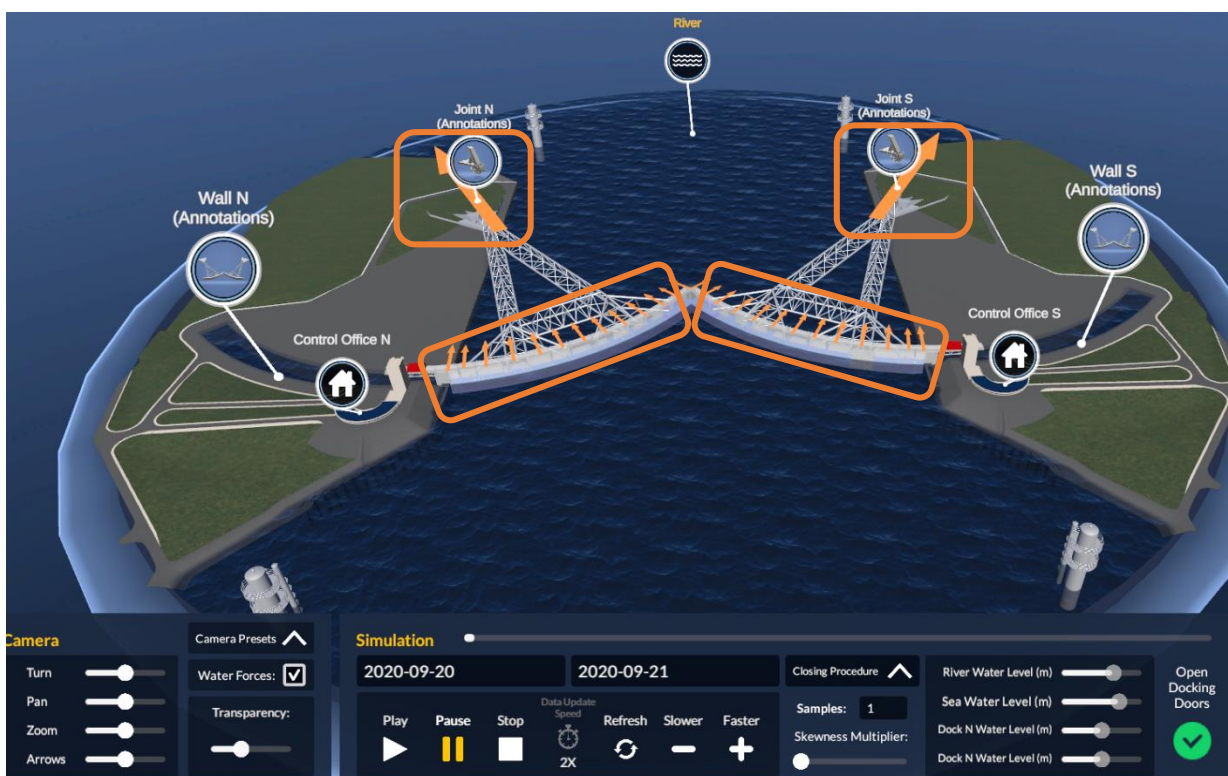 River
Joint N
(Annotations)
Joint S
(Annotations)
Wall N
(Annotations)
Wall S
(Annotations)
Control Office N
Control Office S
Camera
Turn
Pan
Zoom
Arrows
Camera Presets
Water Forces:
Transparency:
Simulation
2020-09-20
2020-09-21
Play
Pause
Stop
Data Update
Speed
2X
Refresh
Slower
Faster
Closing Procedure
Samples: 1
Skewness Multiplier:
River Water Level (m)
Sea Water Level (m)
Dock N Water Level (m)
Dock N Water Level (m)
Open
Docking
Doors